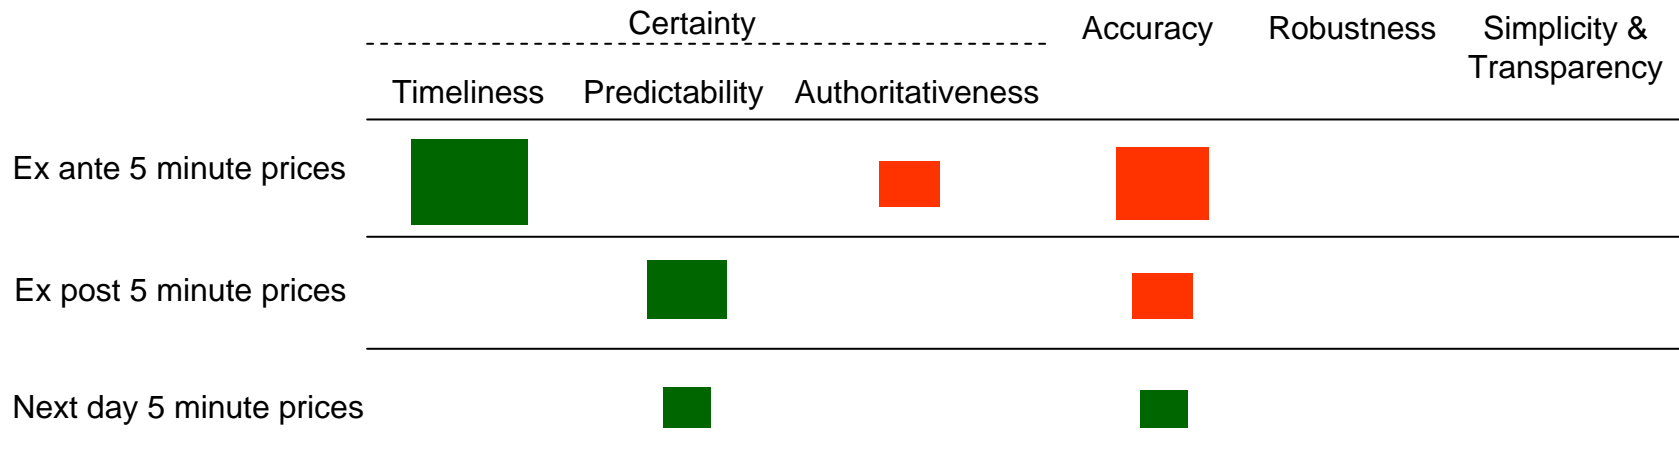 Certainty
Accuracy
Robustness
Simplicity &
Transparency
Timeliness
Predictability
Authoritativeness
Ex ante 5 minute prices
Ex post 5 minute prices
Next day 5 minute prices